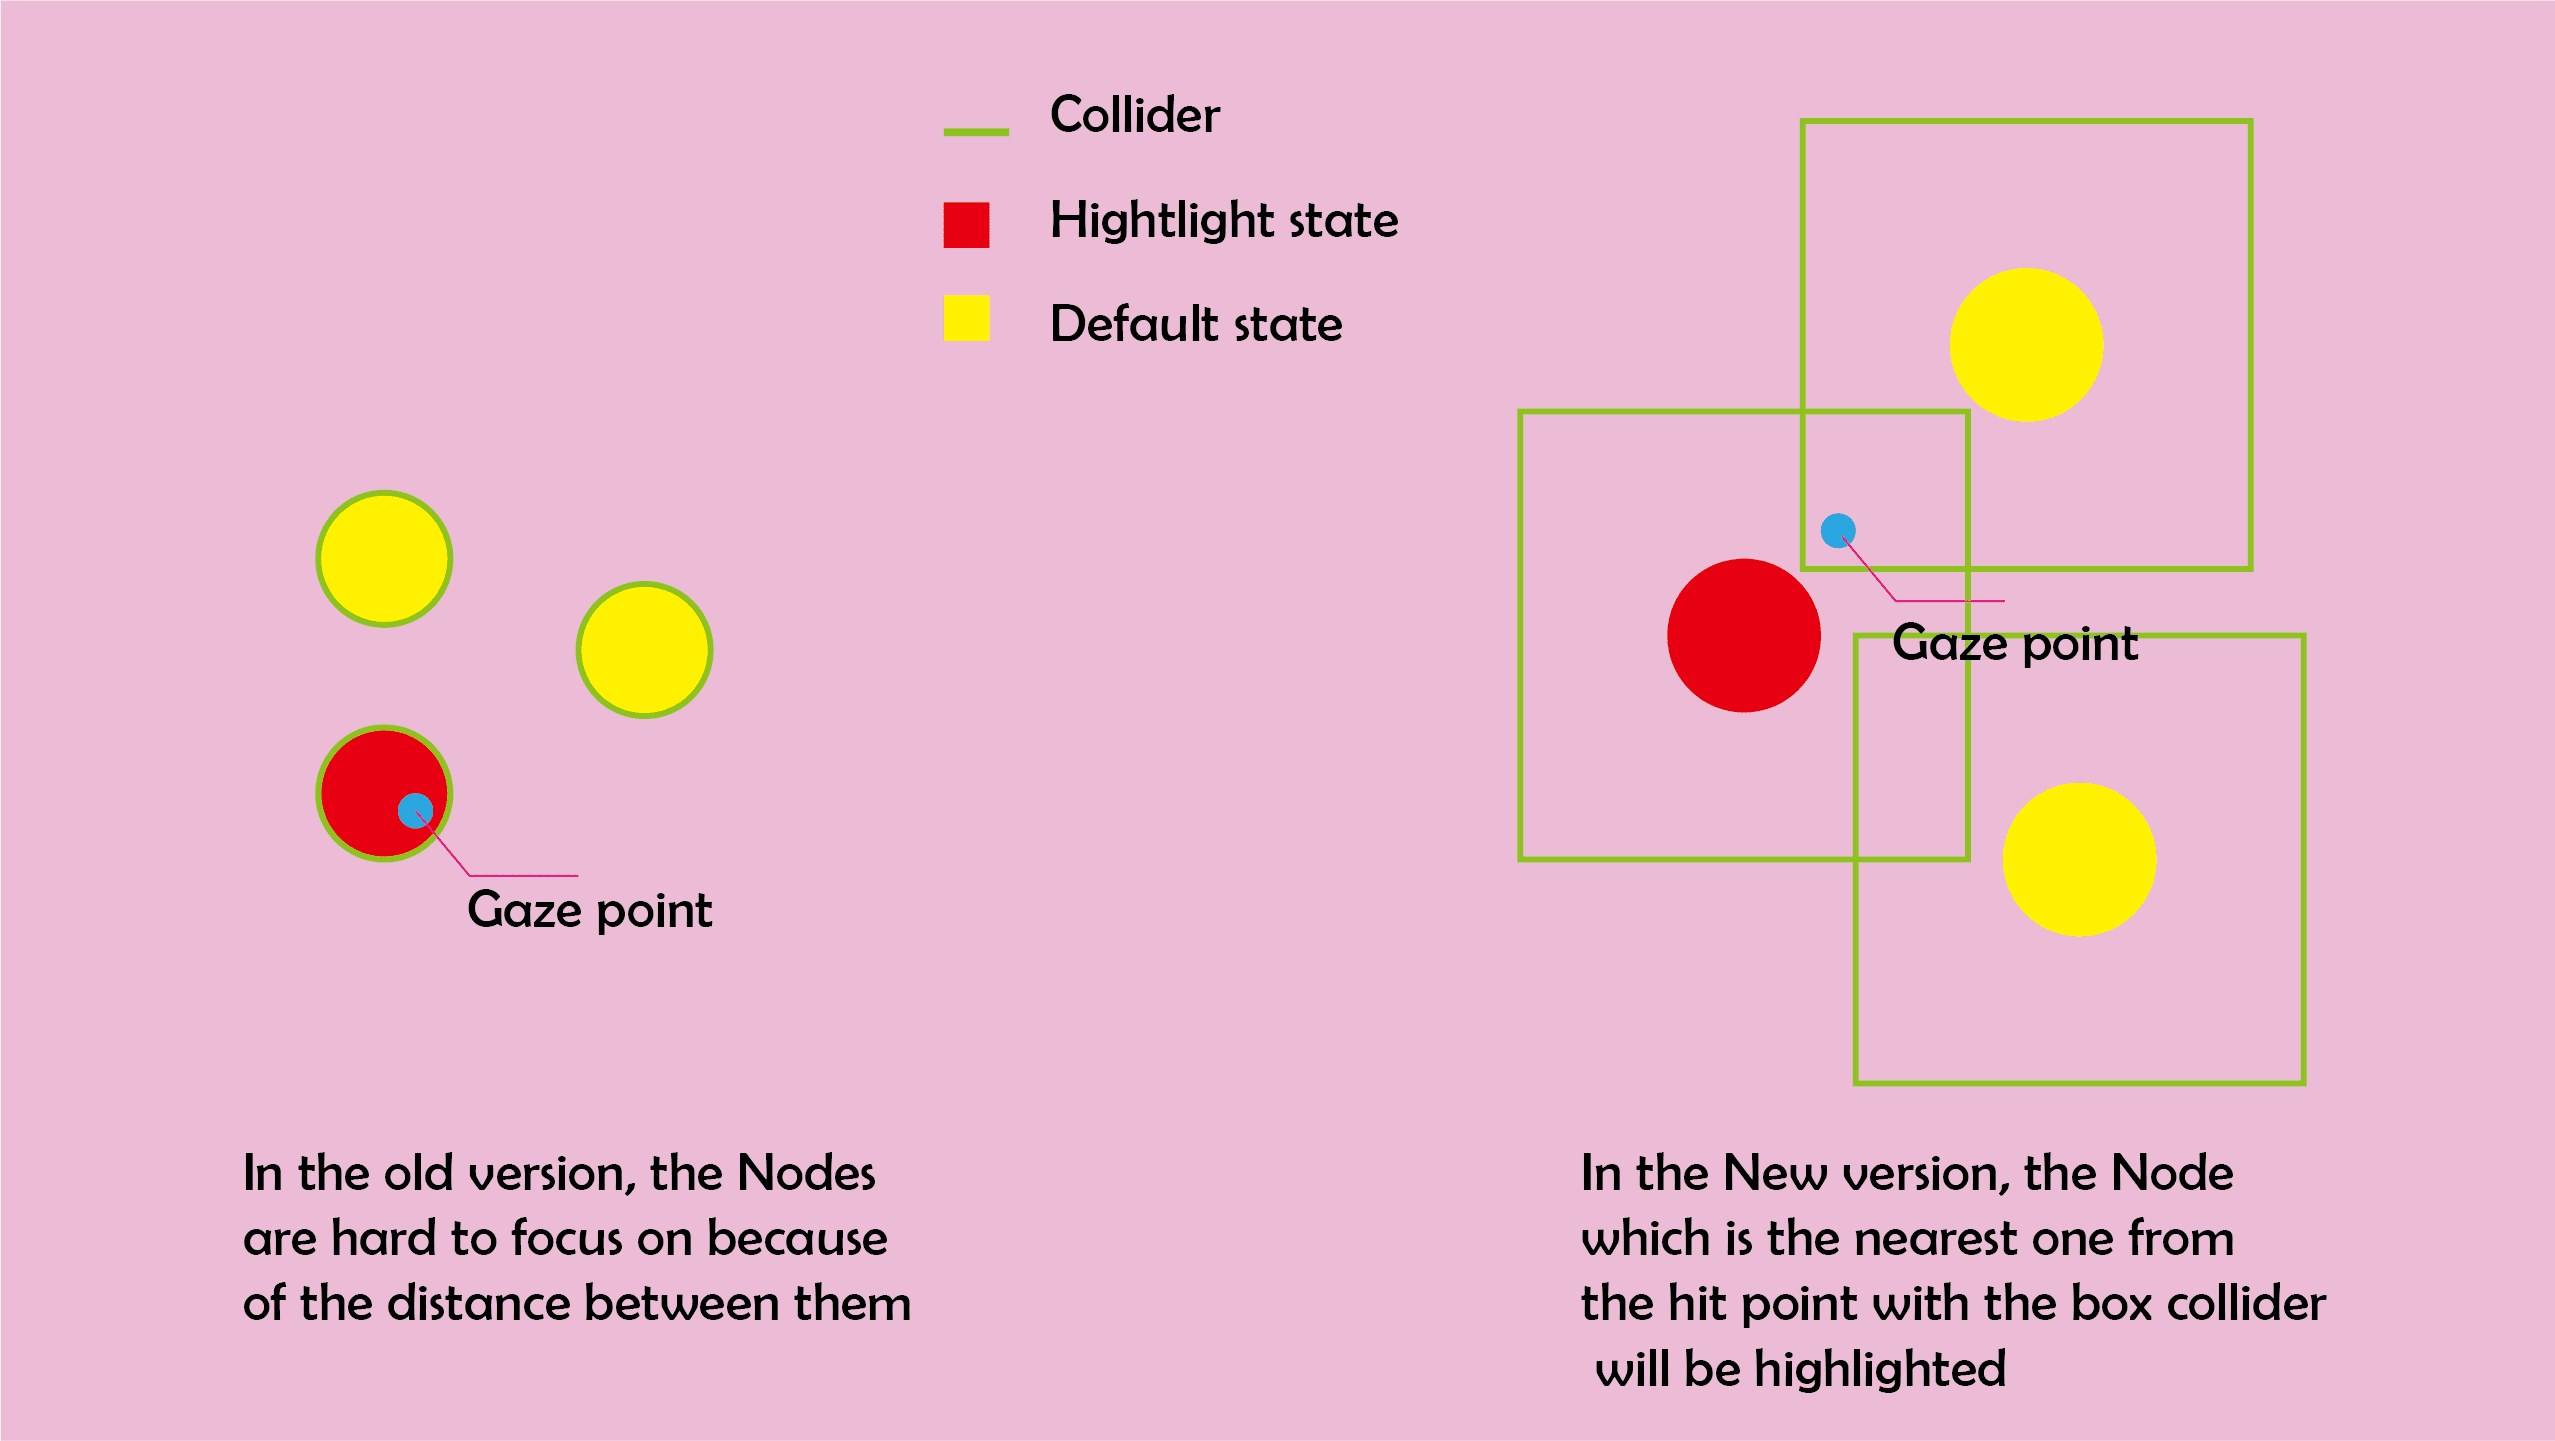 Collider
Hightlight state
Default state
Gaze point
Gaze point
In the old version, the Nodes
are hard to focus on because
of the distance between them
In the New version, the Node
which is the nearest one from
the hit point with the box collider
will be highlighted